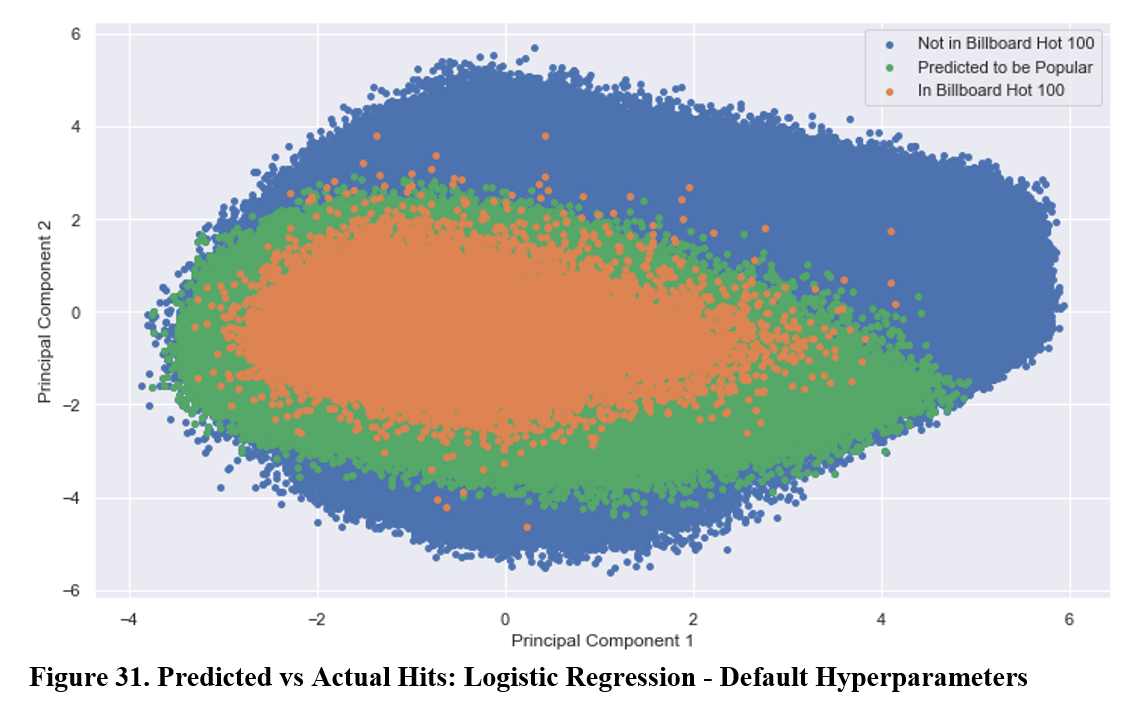 6
4
2
0
−2
−4
−6
Principal Component 2
Not in Billboard Hot 100
Predicted to be Popular
In Billboard Hot 100
−4 −2 0 2 4 6
Principal Component 1
Figure 31. Predicted vs Actual Hits: Logistic Regression - Default Hyperparameters